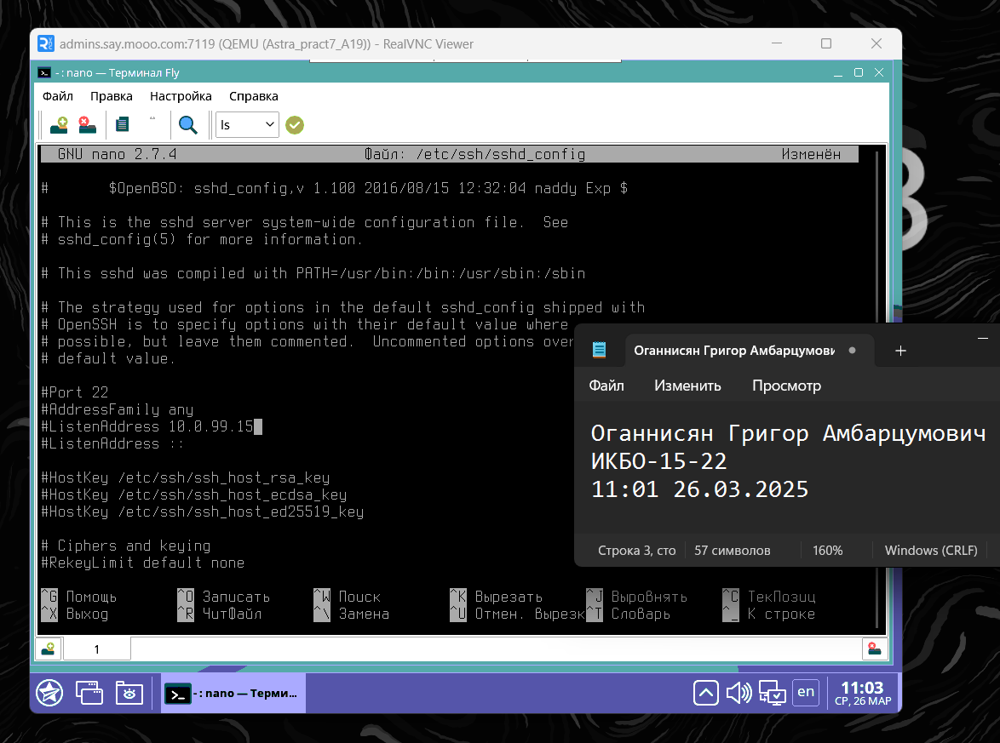 admins.say.mooo.com:7119 (QEMU (Astra_pract7_A19)) - RealVNC Viewer
- : nano — Терминал Fly
Файл Правка Настройка Справка
ls
GNU nano 2.7.4 Файл: /etc/ssh/sshd_config Изменён
# $OpenBSD: sshd_config,v 1.100 2016/08/15 12:32:04 naddy Exp $
# This is the sshd server system-wide configuration file. See
# sshd_config(5) for more information.
# This sshd was compiled with PATH=/usr/bin:/bin:/usr/sbin:/sbin
# The strategy used for options in the default sshd_config shipped with
# OpenSSH is to specify options with their default value where
# possible, but leave them commented. Uncommented options over
# default value.
#Port 22
#AddressFamily any
#ListenAddress 10.0.99.15
#ListenAddress ::
#HostKey /etc/ssh/ssh_host_rsa_key
#HostKey /etc/ssh/ssh_host_ecdsa_key
#HostKey /etc/ssh/ssh_host_ed25519_key
# Ciphers and keying
#RekeyLimit default none
^G Помощь ^O Записать ^W Поиск ^K Вырезать ^J Выровнять ^C ТекПозиц
^X Выход ^R ЧитФайл ^\ Замена ^U Отмен. вырезк ^T Словарь ^_ К строке
1
Оганнисян Григор Амбарцумови
Файл Изменить Просмотр
Оганнисян Григор Амбарцумович
ИКБО-15-22
11:01 26.03.2025
Строка 3, сто 57 символов 160% Windows (CRLF)
- : nano — Терми...
en
11:03
СР, 26 МАР